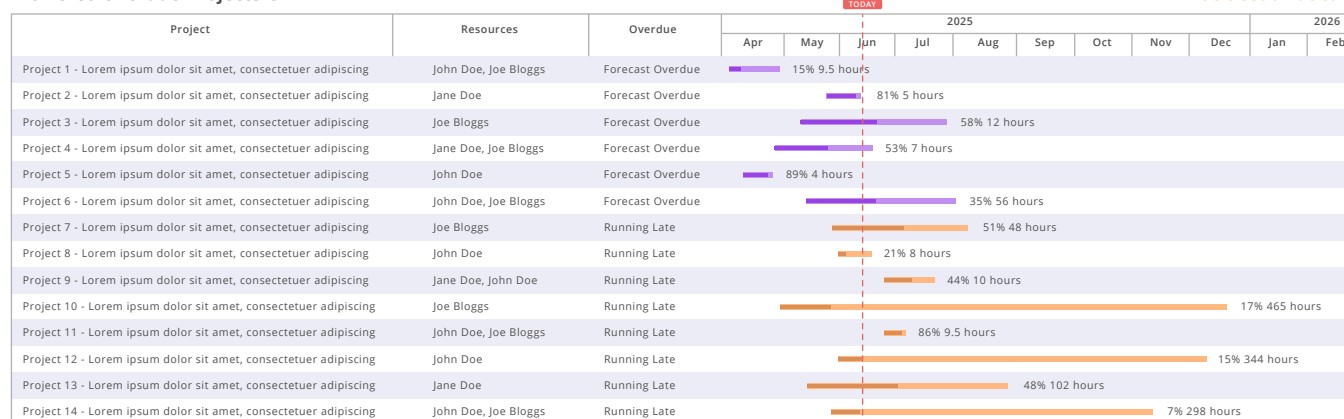 TODAY
Project Resources Overdue 2025 2026
Apr May Jun Jul Aug Sep Oct Nov Dec Jan Feb
Project 1 - Lorem ipsum dolor sit amet, consectetuer adipiscing John Doe, Joe Bloggs Forecast Overdue 15% 9.5 hours
Project 2 - Lorem ipsum dolor sit amet, consectetuer adipiscing Jane Doe Forecast Overdue 81% 5 hours
Project 3 - Lorem ipsum dolor sit amet, consectetuer adipiscing Joe Bloggs Forecast Overdue 58% 12 hours
Project 4 - Lorem ipsum dolor sit amet, consectetuer adipiscing Jane Doe, Joe Bloggs Forecast Overdue 53% 7 hours
Project 5 - Lorem ipsum dolor sit amet, consectetuer adipiscing John Doe Forecast Overdue 89% 4 hours
Project 6 - Lorem ipsum dolor sit amet, consectetuer adipiscing John Doe, Joe Bloggs Forecast Overdue 35% 56 hours
Project 7 - Lorem ipsum dolor sit amet, consectetuer adipiscing Joe Bloggs Running Late 51% 48 hours
Project 8 - Lorem ipsum dolor sit amet, consectetuer adipiscing John Doe Running Late 21% 8 hours
Project 9 - Lorem ipsum dolor sit amet, consectetuer adipiscing Jane Doe, John Doe Running Late 44% 10 hours
Project 10 - Lorem ipsum dolor sit amet, consectetuer adipiscing Joe Bloggs Running Late 17% 465 hours
Project 11 - Lorem ipsum dolor sit amet, consectetuer adipiscing John Doe, Joe Bloggs Running Late 86% 9.5 hours
Project 12 - Lorem ipsum dolor sit amet, consectetuer adipiscing John Doe Running Late 15% 344 hours
Project 13 - Lorem ipsum dolor sit amet, consectetuer adipiscing Jane Doe Running Late 48% 102 hours
Project 14 - Lorem ipsum dolor sit amet, consectetuer adipiscing John Doe, Joe Bloggs Running Late 7% 298 hours